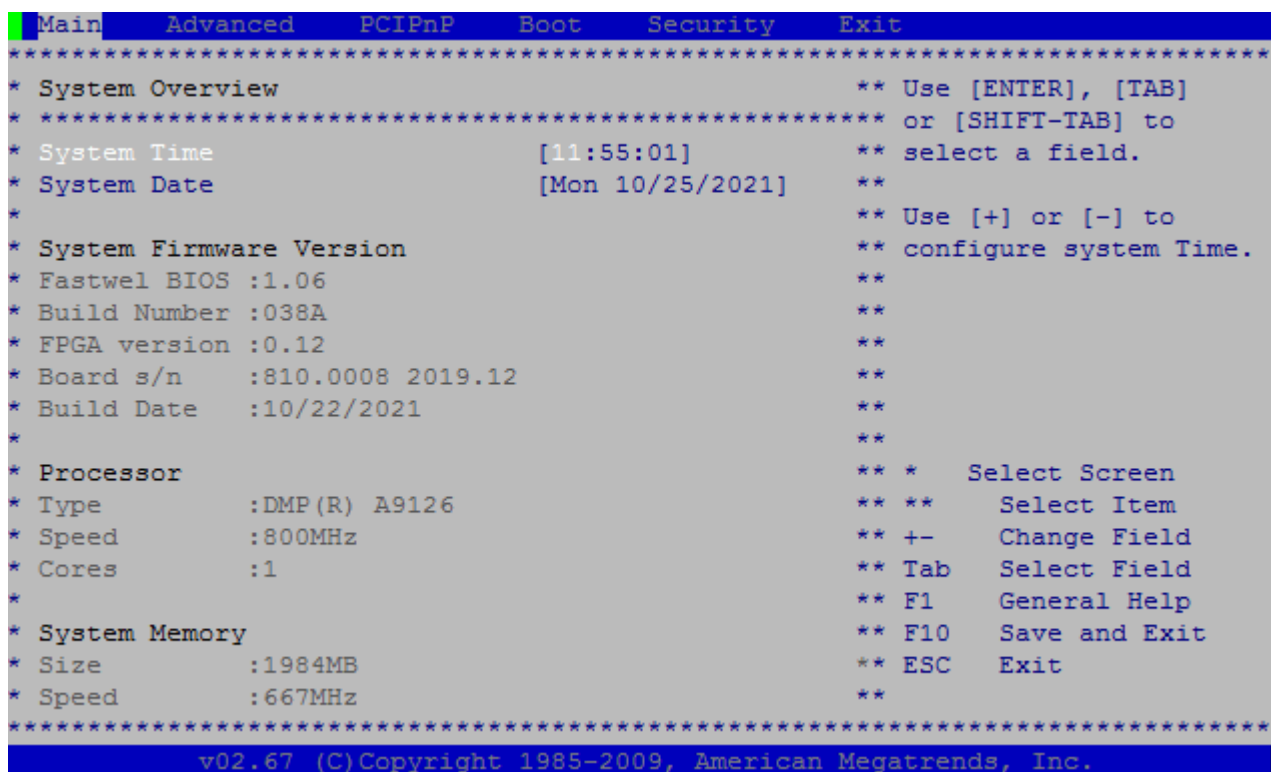 Main    Advanced    PCIPnP    Boot    Security    Exit
*******************************************************************************
* System Overview                                    ** Use [ENTER], [TAB]
* ***************************************************** or [SHIFT-TAB] to
* System Time                    [11:55:01]          ** select a field.
* System Date                    [Mon 10/25/2021]    **
*                                                    ** Use [+] or [-] to
* System Firmware Version                            ** configure system Time.
* Fastwel BIOS :1.06                                 **
* Build Number :038A                                 **
* FPGA version :0.12                                 **
* Board s/n    :810.0008 2019.12                     **
* Build Date   :10/22/2021                           **
*                                                    **
* Processor                                          ** *   Select Screen
* Type         :DMP(R) A9126                         ** **    Select Item
* Speed        :800MHz                               ** +-    Change Field
* Cores        :1                                    ** Tab   Select Field
*                                                    ** F1    General Help
* System Memory                                      ** F10   Save and Exit
* Size         :1984MB                               ** ESC   Exit
* Speed        :667MHz                               **
*******************************************************************************
v02.67 (C)Copyright 1985-2009, American Megatrends, Inc.